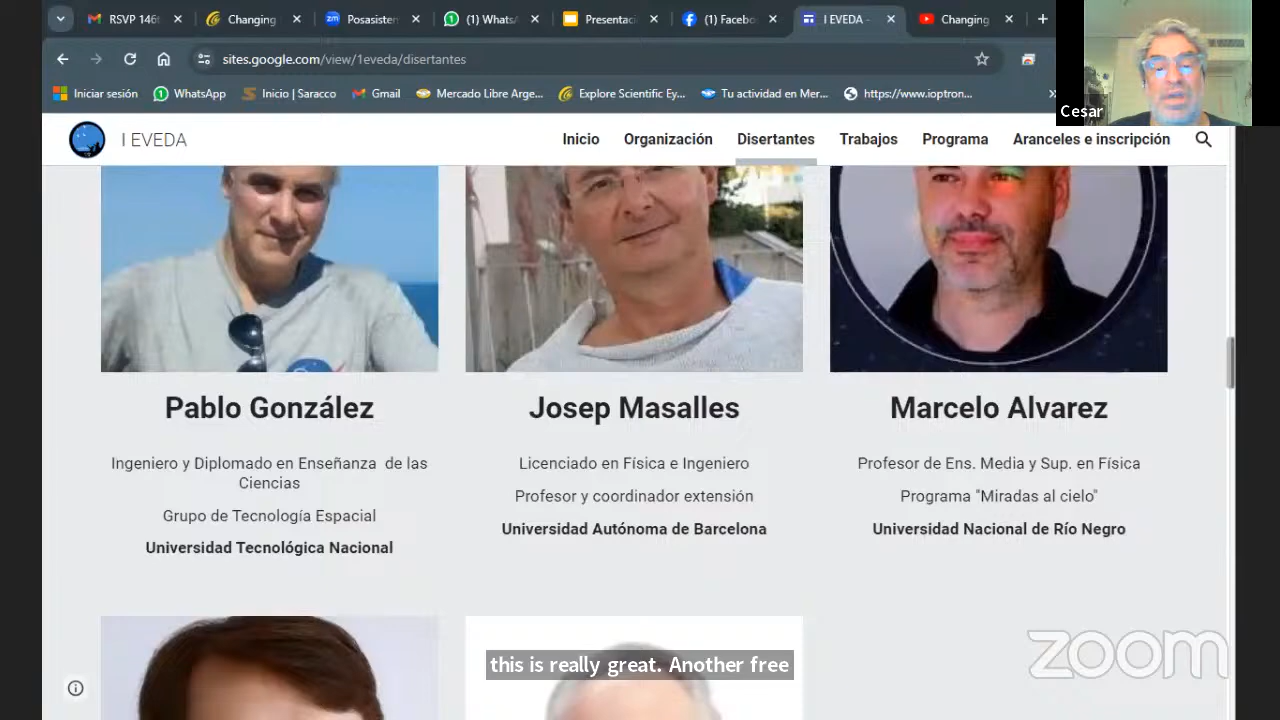 RSVP 146t
Changing
Posasisten
(1) Whats
Presentaci
(1) Facebo
I EVEDA -
Changing
sites.google.com/view/1eveda/disertantes
Iniciar sesión
WhatsApp
Inicio | Saracco
Gmail
Mercado Libre Arge...
Explore Scientific Ey...
Tu actividad en Mer...
https://www.ioptron...
Cesar
I EVEDA
Inicio
Organización
Disertantes
Trabajos
Programa
Aranceles e inscripción
Pablo González
Ingeniero y Diplomado en Enseñanza de las
Ciencias
Grupo de Tecnología Espacial
Universidad Tecnológica Nacional
Josep Masalles
Licenciado en Física e Ingeniero
Profesor y coordinador extensión
Universidad Autónoma de Barcelona
Marcelo Alvarez
Profesor de Ens. Media y Sup. en Física
Programa "Miradas al cielo"
Universidad Nacional de Río Negro
this is really great. Another free
zoom